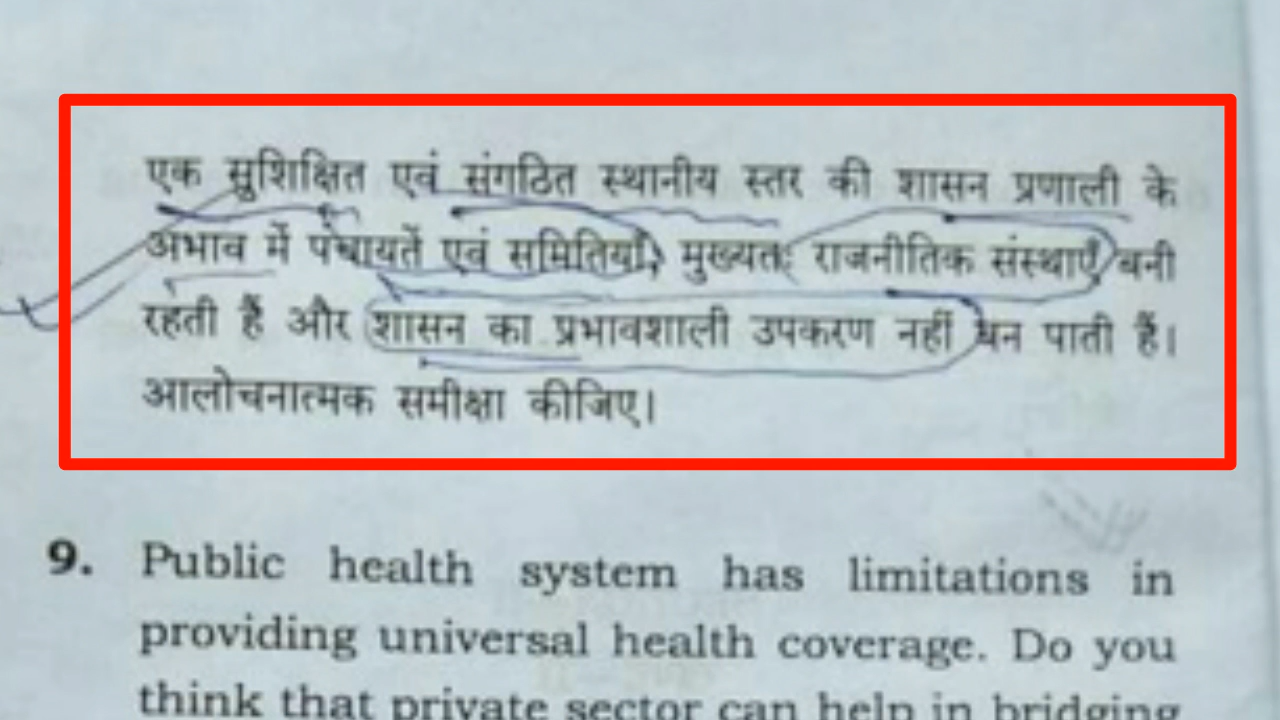 एक सुशिक्षित एवं संगठित स्थानीय स्तर की शासन प्रणाली के
अभाव में पंचायतें एवं समितियाँ, मुख्यतः राजनीतिक संस्थाएँ बनी
रहती हैं और शासन का प्रभावशाली उपकरण नहीं बन पाती हैं।
आलोचनात्मक समीक्षा कीजिए।
9. Public health system has limitations in
providing universal health coverage. Do you
think that private sector can help in bridging